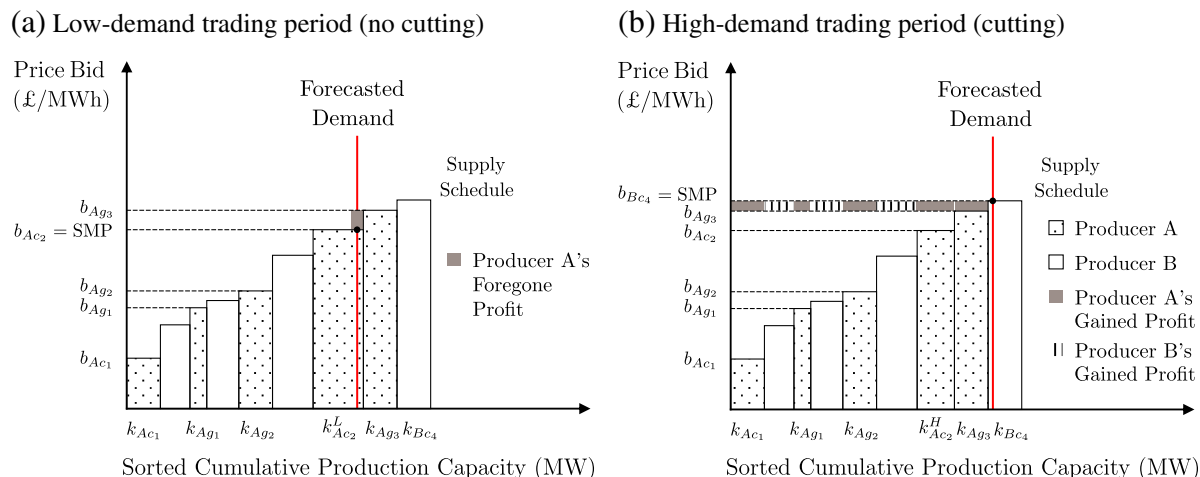 (a) Low-demand trading period (no cutting)
Price Bid
(£/MWh)
Forecasted
Demand
Supply
Schedule
b_{Ag_3}
b_{Ac_2} = SMP
b_{Ag_2}
b_{Ag_1}
b_{Ac_1}
Producer A's
Foregone
Profit
k_{Ac_1} k_{Ag_1} k_{Ag_2} k^L_{Ac_2} k_{Ag_3} k_{Bc_4}
Sorted Cumulative Production Capacity (MW)
(b) High-demand trading period (cutting)
Price Bid
(£/MWh)
Forecasted
Demand
Supply
Schedule
b_{Bc_4} = SMP
b_{Ag_3}
b_{Ac_2}
b_{Ag_2}
b_{Ag_1}
b_{Ac_1}
Producer A
Producer B
Producer A's
Gained Profit
Producer B's
Gained Profit
k_{Ac_1} k_{Ag_1} k_{Ag_2} k^H_{Ac_2} k_{Ag_3} k_{Bc_4}
Sorted Cumulative Production Capacity (MW)